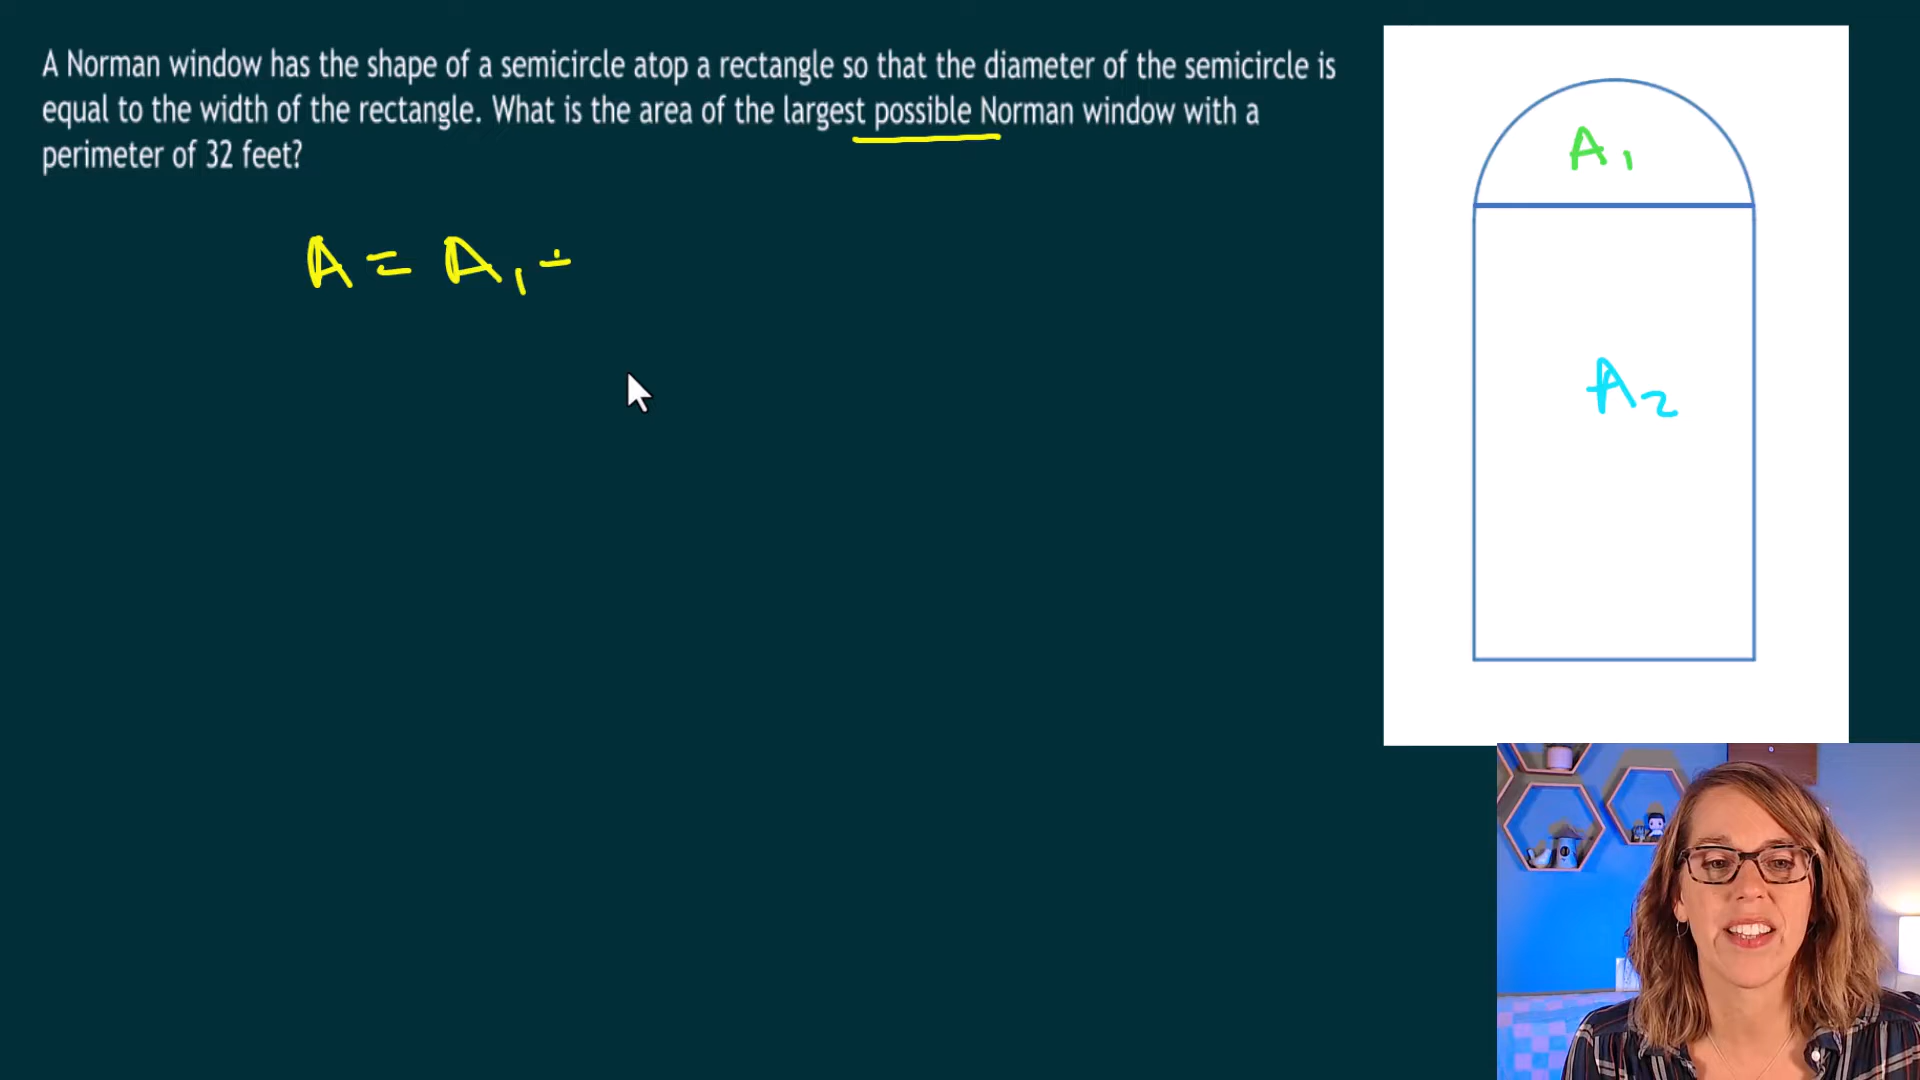 A Norman window has the shape of a semicircle atop a rectangle so that the diameter of the semicircle is
equal to the width of the rectangle. What is the area of the largest possible Norman window with a
perimeter of 32 feet?
A = A₁ +
A₁
A₂